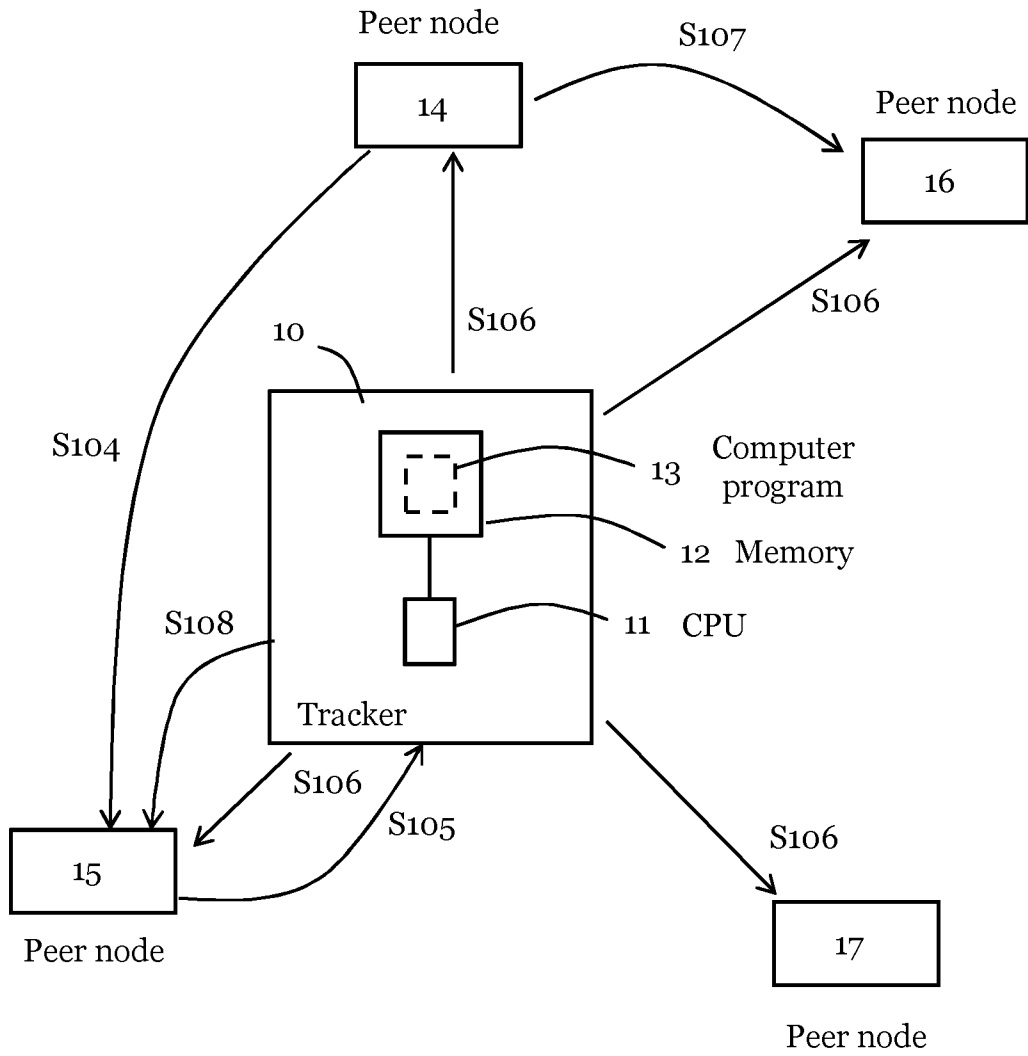 Peer node
14
S107
Peer node
16
S106
S106
10
S104
13 Computer
program
12 Memory
S108
11 CPU
Tracker
S106
S105
S106
15
Peer node
17
Peer node